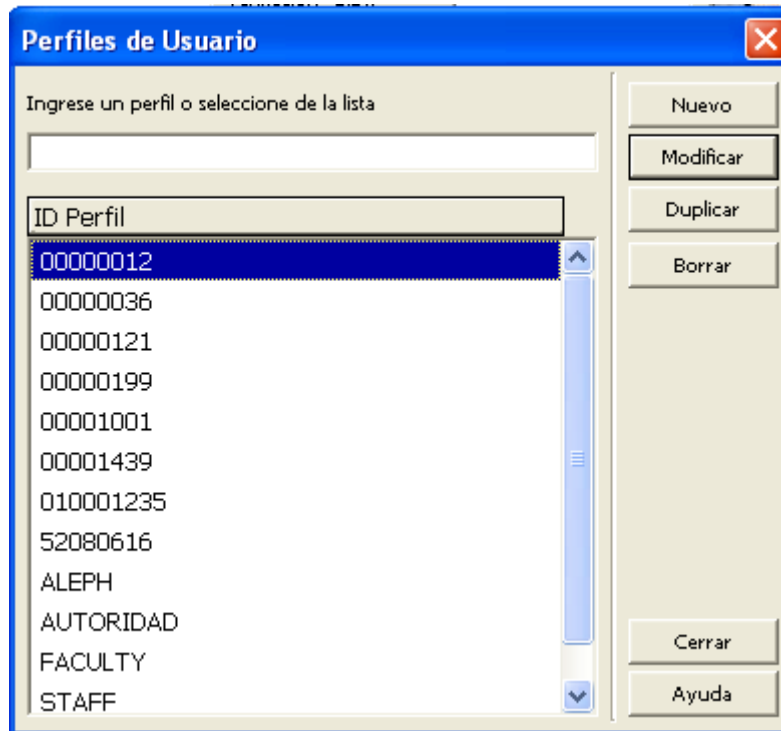 Perfiles de Usuario
Ingrese un perfil o seleccione de la lista
Nuevo
Modificar
Duplicar
Borrar
ID Perfil
00000012
00000036
00000121
00000199
00001001
00001439
010001235
52080616
ALEPH
AUTORIDAD
FACULTY
STAFF
Cerrar
Ayuda